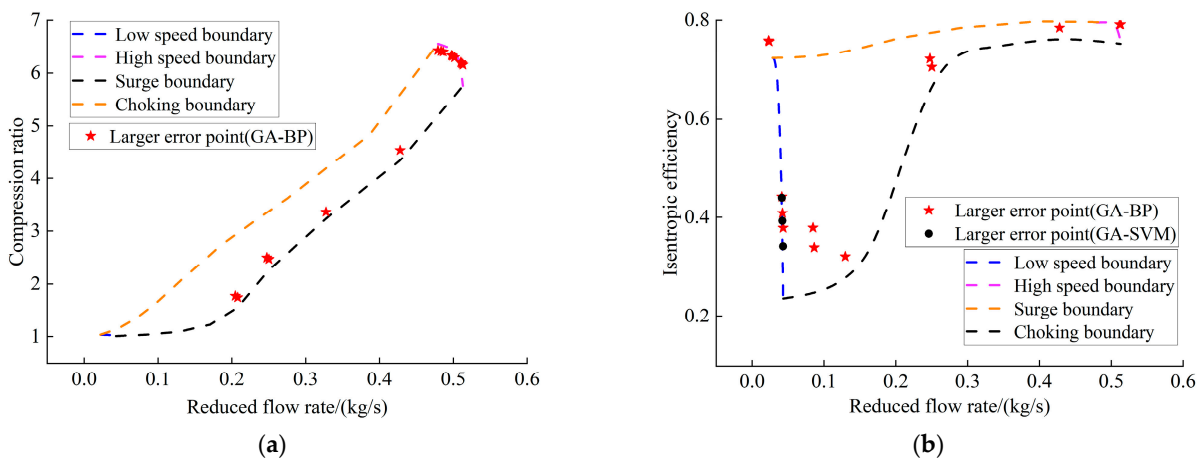 7
6
5
4
3
2
1
Compression ratio
Low speed boundary
High speed boundary
Surge boundary
Choking boundary
Larger error point(GA-BP)
0.0 0.1 0.2 0.3 0.4 0.5 0.6
Reduced flow rate/(kg/s)
(a)
0.8
0.6
0.4
0.2
Isentropic efficiency
Larger error point(GA-BP)
Larger error point(GA-SVM)
Low speed boundary
High speed boundary
Surge boundary
Choking boundary
0.0 0.1 0.2 0.3 0.4 0.5 0.6
Reduced flow rate/(kg/s)
(b)